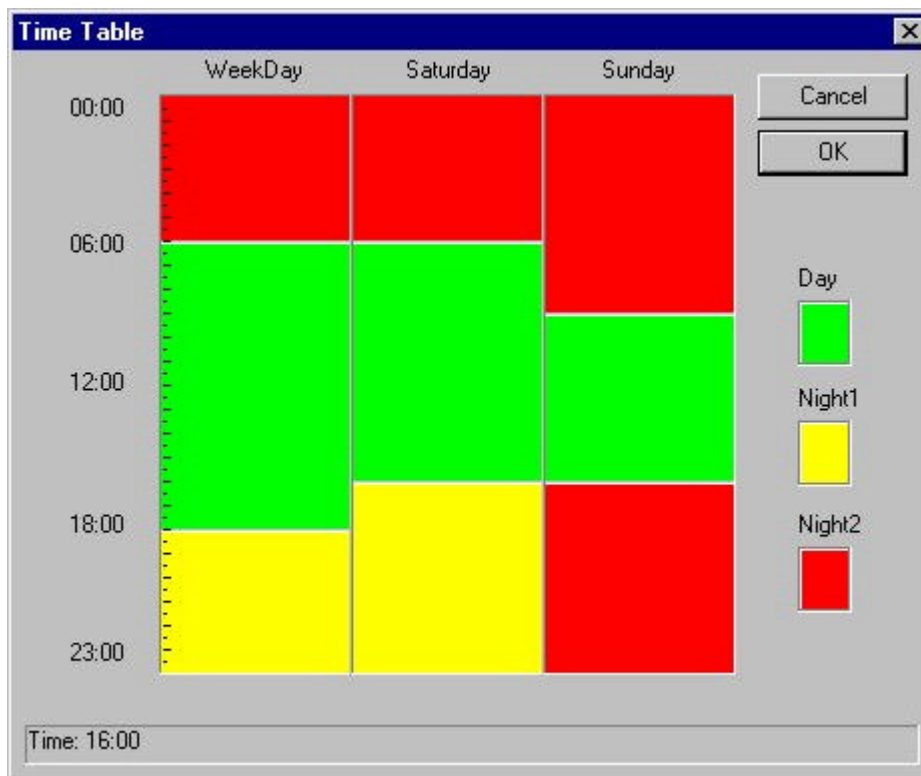 Time Table
WeekDay Saturday Sunday
Cancel
00:00
OK
06:00
Day
12:00
Night1
18:00
Night2
23:00
Time: 16:00